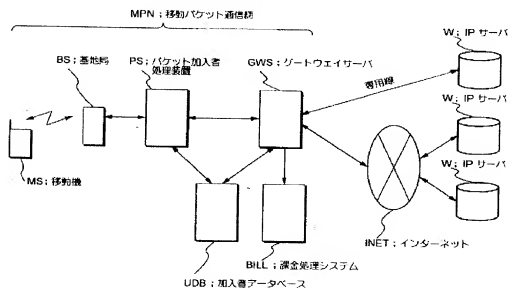 MPN；移動パケット通信網
W；IPサーバ
BS；基地局
PS；パケット加入者
処理装置
GWS；ゲートウェイサーバ
専用線
W；IPサーバ
W；IPサーバ
MS；移動機
INET；インターネット
BILL；課金処理システム
UDB；加入者データベース